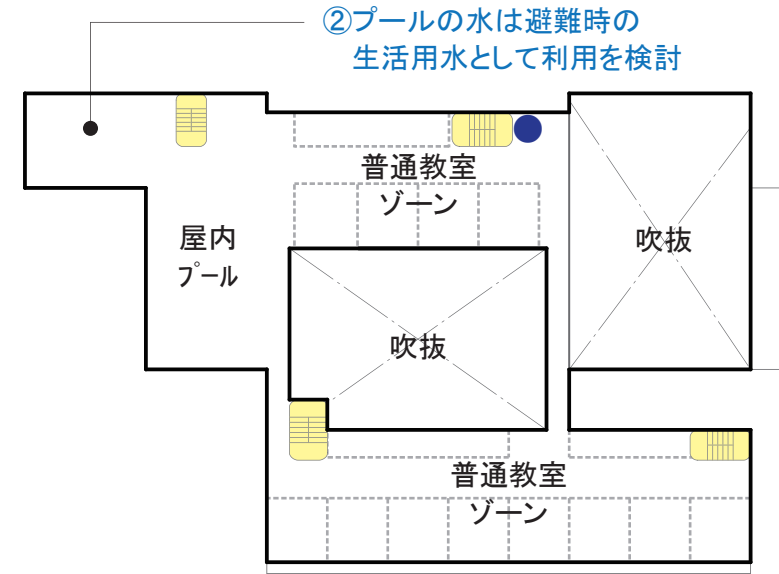 ②プールの水は避難時の
生活用水として利用を検討
普通教室
ゾーン
屋内
プール
吹抜
吹抜
普通教室
ゾーン